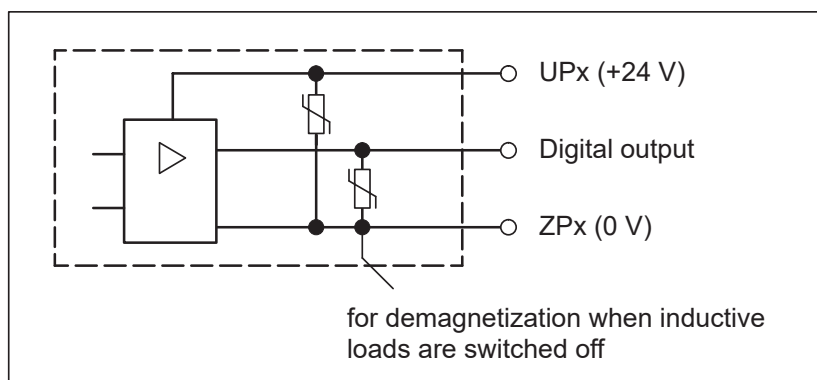 UPx (+24 V)
Digital output
ZPx (0 V)
for demagnetization when inductive
loads are switched off